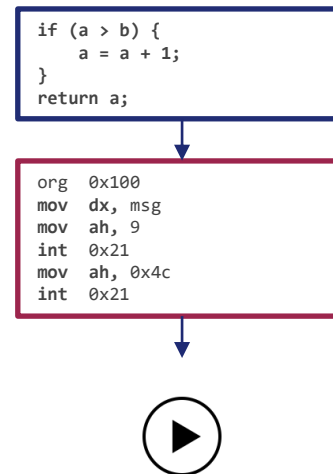 if (a > b) {
    a = a + 1;
}
return a;
org  0x100
mov  dx, msg
mov  ah, 9
int  0x21
mov  ah, 0x4c
int  0x21